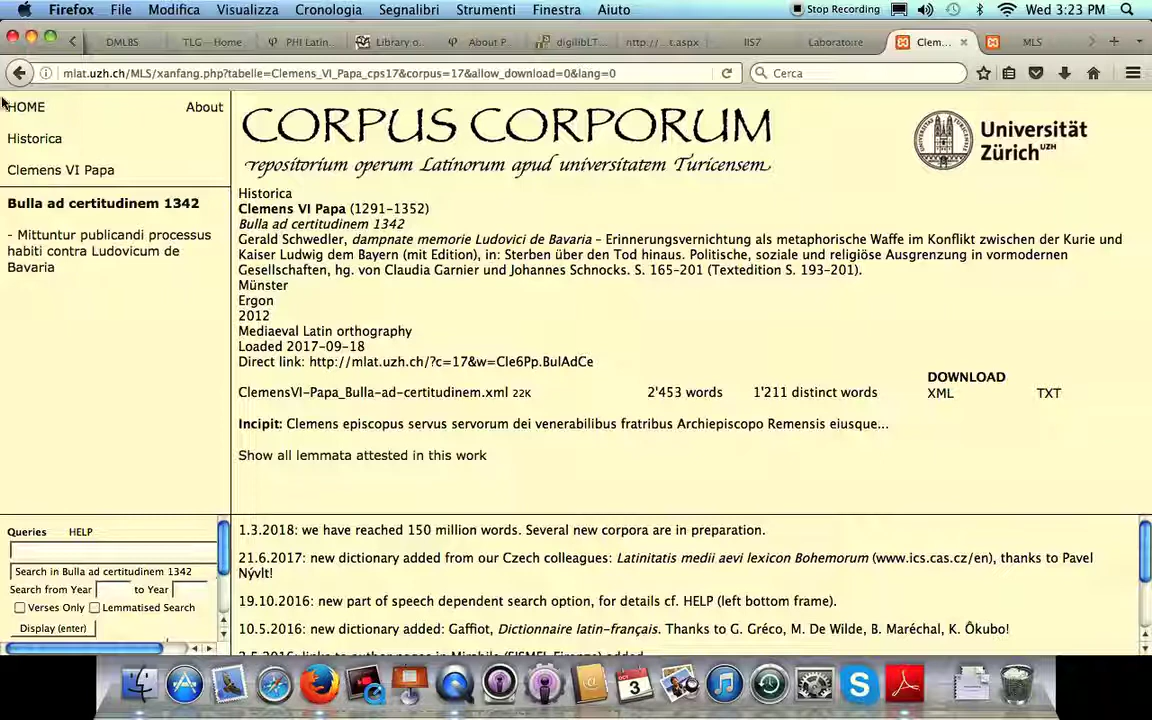 Firefox File Modifica Visualizza Cronologia Segnalibri Strumenti Finestra Aiuto Stop Recording Wed 3:23 PM
DMLBS TLG — Home PHI Latin... Library o... About P... digilibLT... http://...t.aspx IIS7 Laboratoire Clem... MLS
mlat.uzh.ch/MLS/xanfang.php?tabelle=Clemens_VI_Papa_cps17&corpus=17&allow_download=0&lang=0 Cerca
HOME About
Historica
Clemens VI Papa
Bulla ad certitudinem 1342
- Mittuntur publicandi processus
habiti contra Ludovicum de
Bavaria
CORPUS CORPORUM
repositorium operum Latinorum apud universitatem Turicensem
Universität
Zürich UZH
Historica
Clemens VI Papa (1291-1352)
Bulla ad certitudinem 1342
Gerald Schwedler, dampnate memorie Ludovici de Bavaria – Erinnerungsvernichtung als metaphorische Waffe im Konflikt zwischen der Kurie und
Kaiser Ludwig dem Bayern (mit Edition), in: Sterben über den Tod hinaus. Politische, soziale und religiöse Ausgrenzung in vormodernen
Gesellschaften, hg. von Claudia Garnier und Johannes Schnocks. S. 165-201 (Textedition S. 193-201).
Münster
Ergon
2012
Mediaeval Latin orthography
Loaded 2017-09-18
Direct link: http://mlat.uzh.ch/?c=17&w=Cle6Pp.BulAdCe
DOWNLOAD
ClemensVI-Papa_Bulla-ad-certitudinem.xml 22K 2'453 words 1'211 distinct words XML TXT
Incipit: Clemens episcopus servus servorum dei venerabilibus fratribus Archiepiscopo Remensis eiusque...
Show all lemmata attested in this work
Queries HELP
Search in Bulla ad certitudinem 1342
Search from Year to Year
Verses Only Lemmatised Search
Display (enter)
1.3.2018: we have reached 150 million words. Several new corpora are in preparation.
21.6.2017: new dictionary added from our Czech colleagues: Latinitatis medii aevi lexicon Bohemorum (www.ics.cas.cz/en), thanks to Pavel
Nývlt!
19.10.2016: new part of speech dependent search option, for details cf. HELP (left bottom frame).
10.5.2016: new dictionary added: Gaffiot, Dictionnaire latin-français. Thanks to G. Gréco, M. De Wilde, B. Maréchal, K. Ôkubo!
OCT
3